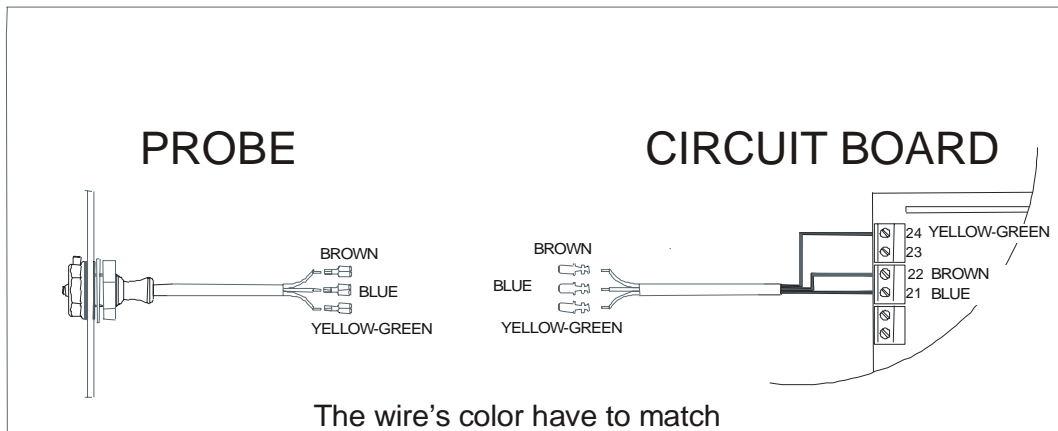 PROBE
CIRCUIT BOARD
BROWN
BLUE
YELLOW-GREEN
BROWN
BLUE
YELLOW-GREEN
24 YELLOW-GREEN
23
22 BROWN
21 BLUE
The wire's color have to match